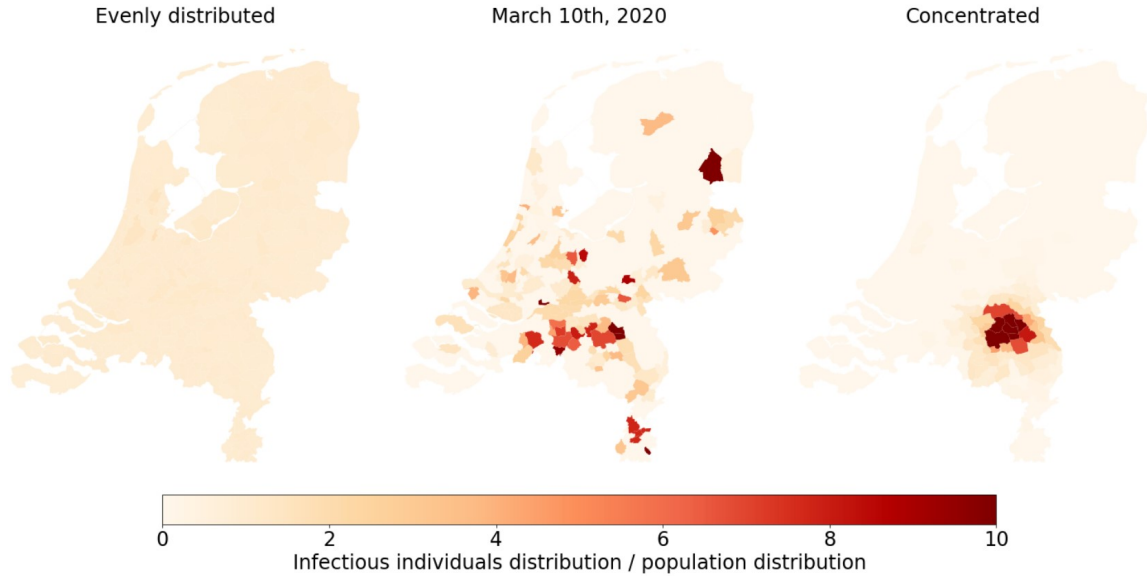 Evenly distributed
March 10th, 2020
Concentrated
0 2 4 6 8 10
Infectious individuals distribution / population distribution